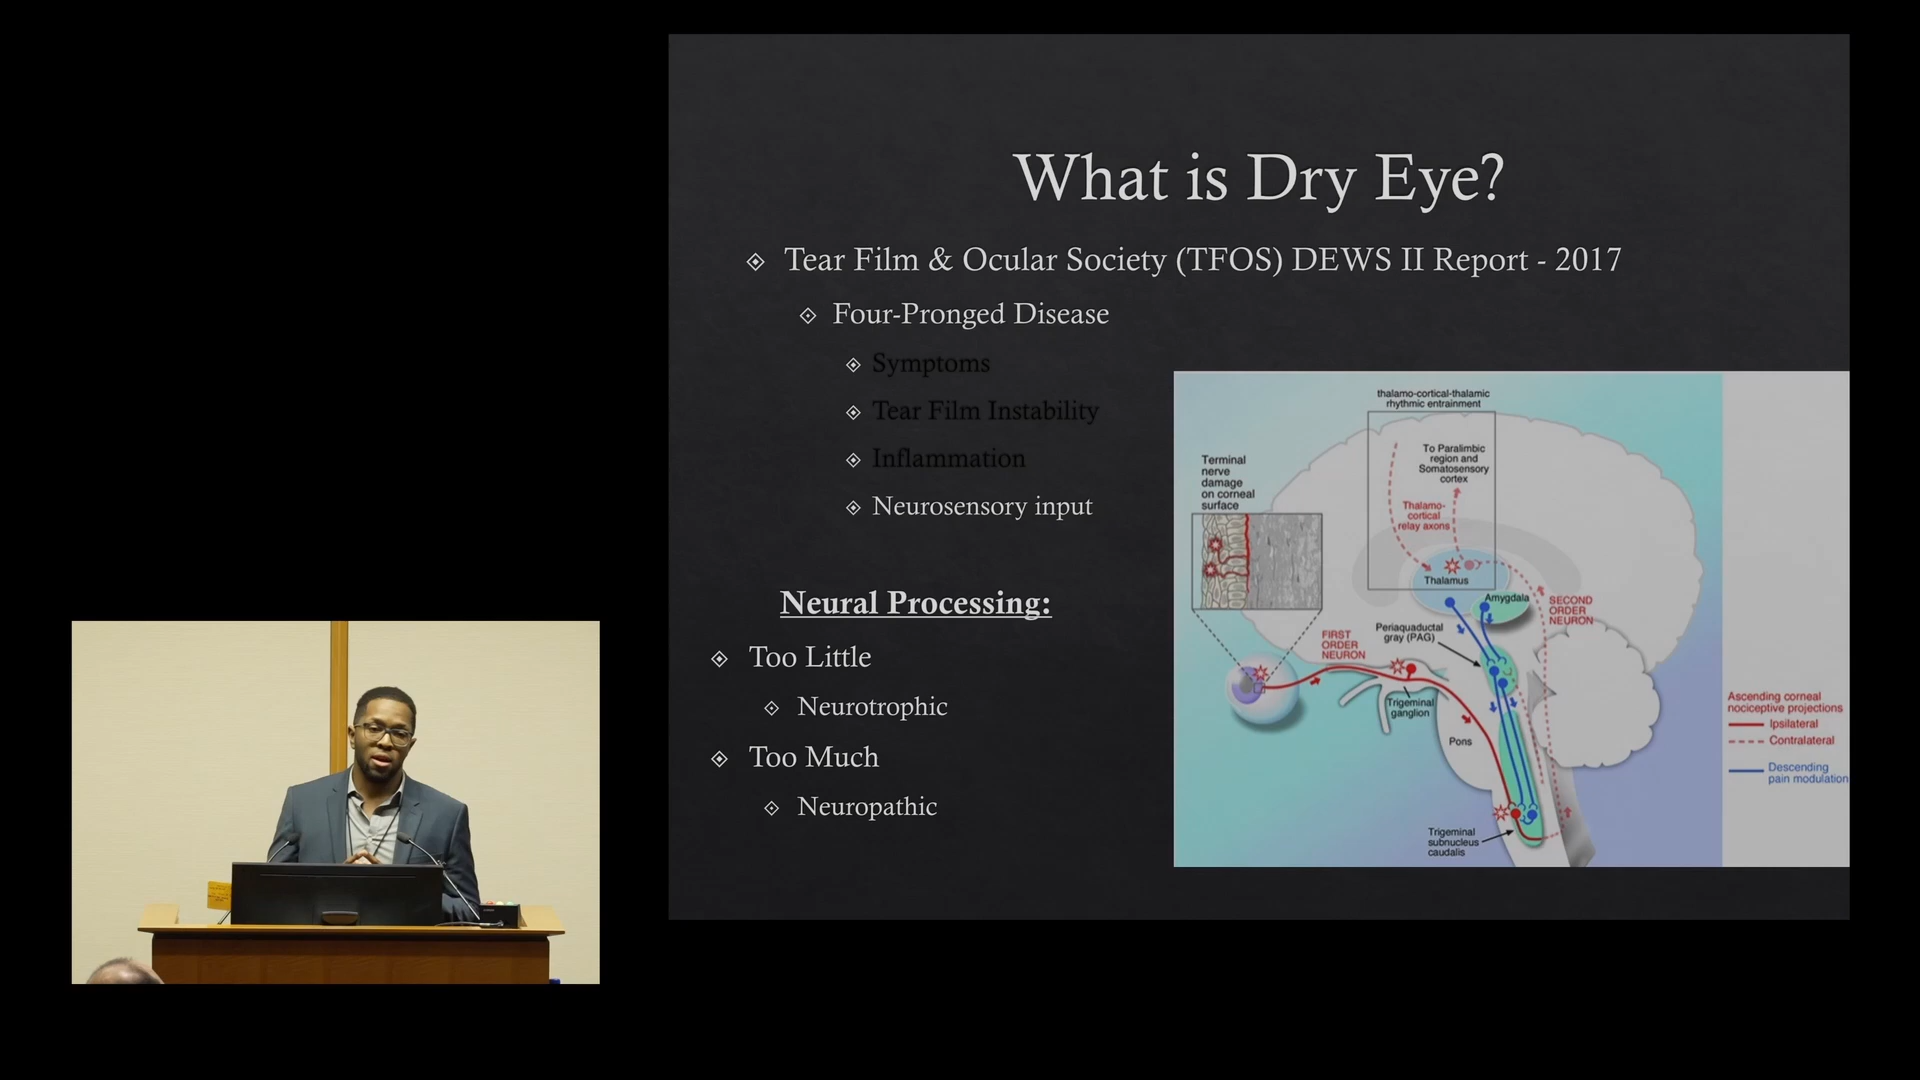 What is Dry Eye?
Tear Film & Ocular Society (TFOS) DEWS II Report - 2017
Four-Pronged Disease
Symptoms
Tear Film Instability
Inflammation
Neurosensory input
Neural Processing:
Too Little
Neurotrophic
Too Much
Neuropathic
thalamo-cortical-thalamic
rhythmic entrainment
To Paralimbic
region and
Somatosensory
cortex
Terminal
nerve
damage
on corneal
surface
Thalamo-
cortical
relay axons
Thalamus
Amygdala
SECOND
ORDER
NEURON
Periaquaductal
gray (PAG)
FIRST
ORDER
NEURON
Trigeminal
ganglion
Pons
Trigeminal
subnucleus
caudalis
Ascending corneal
nociceptive projections
Ipsilateral
Contralateral
Descending
pain modulation